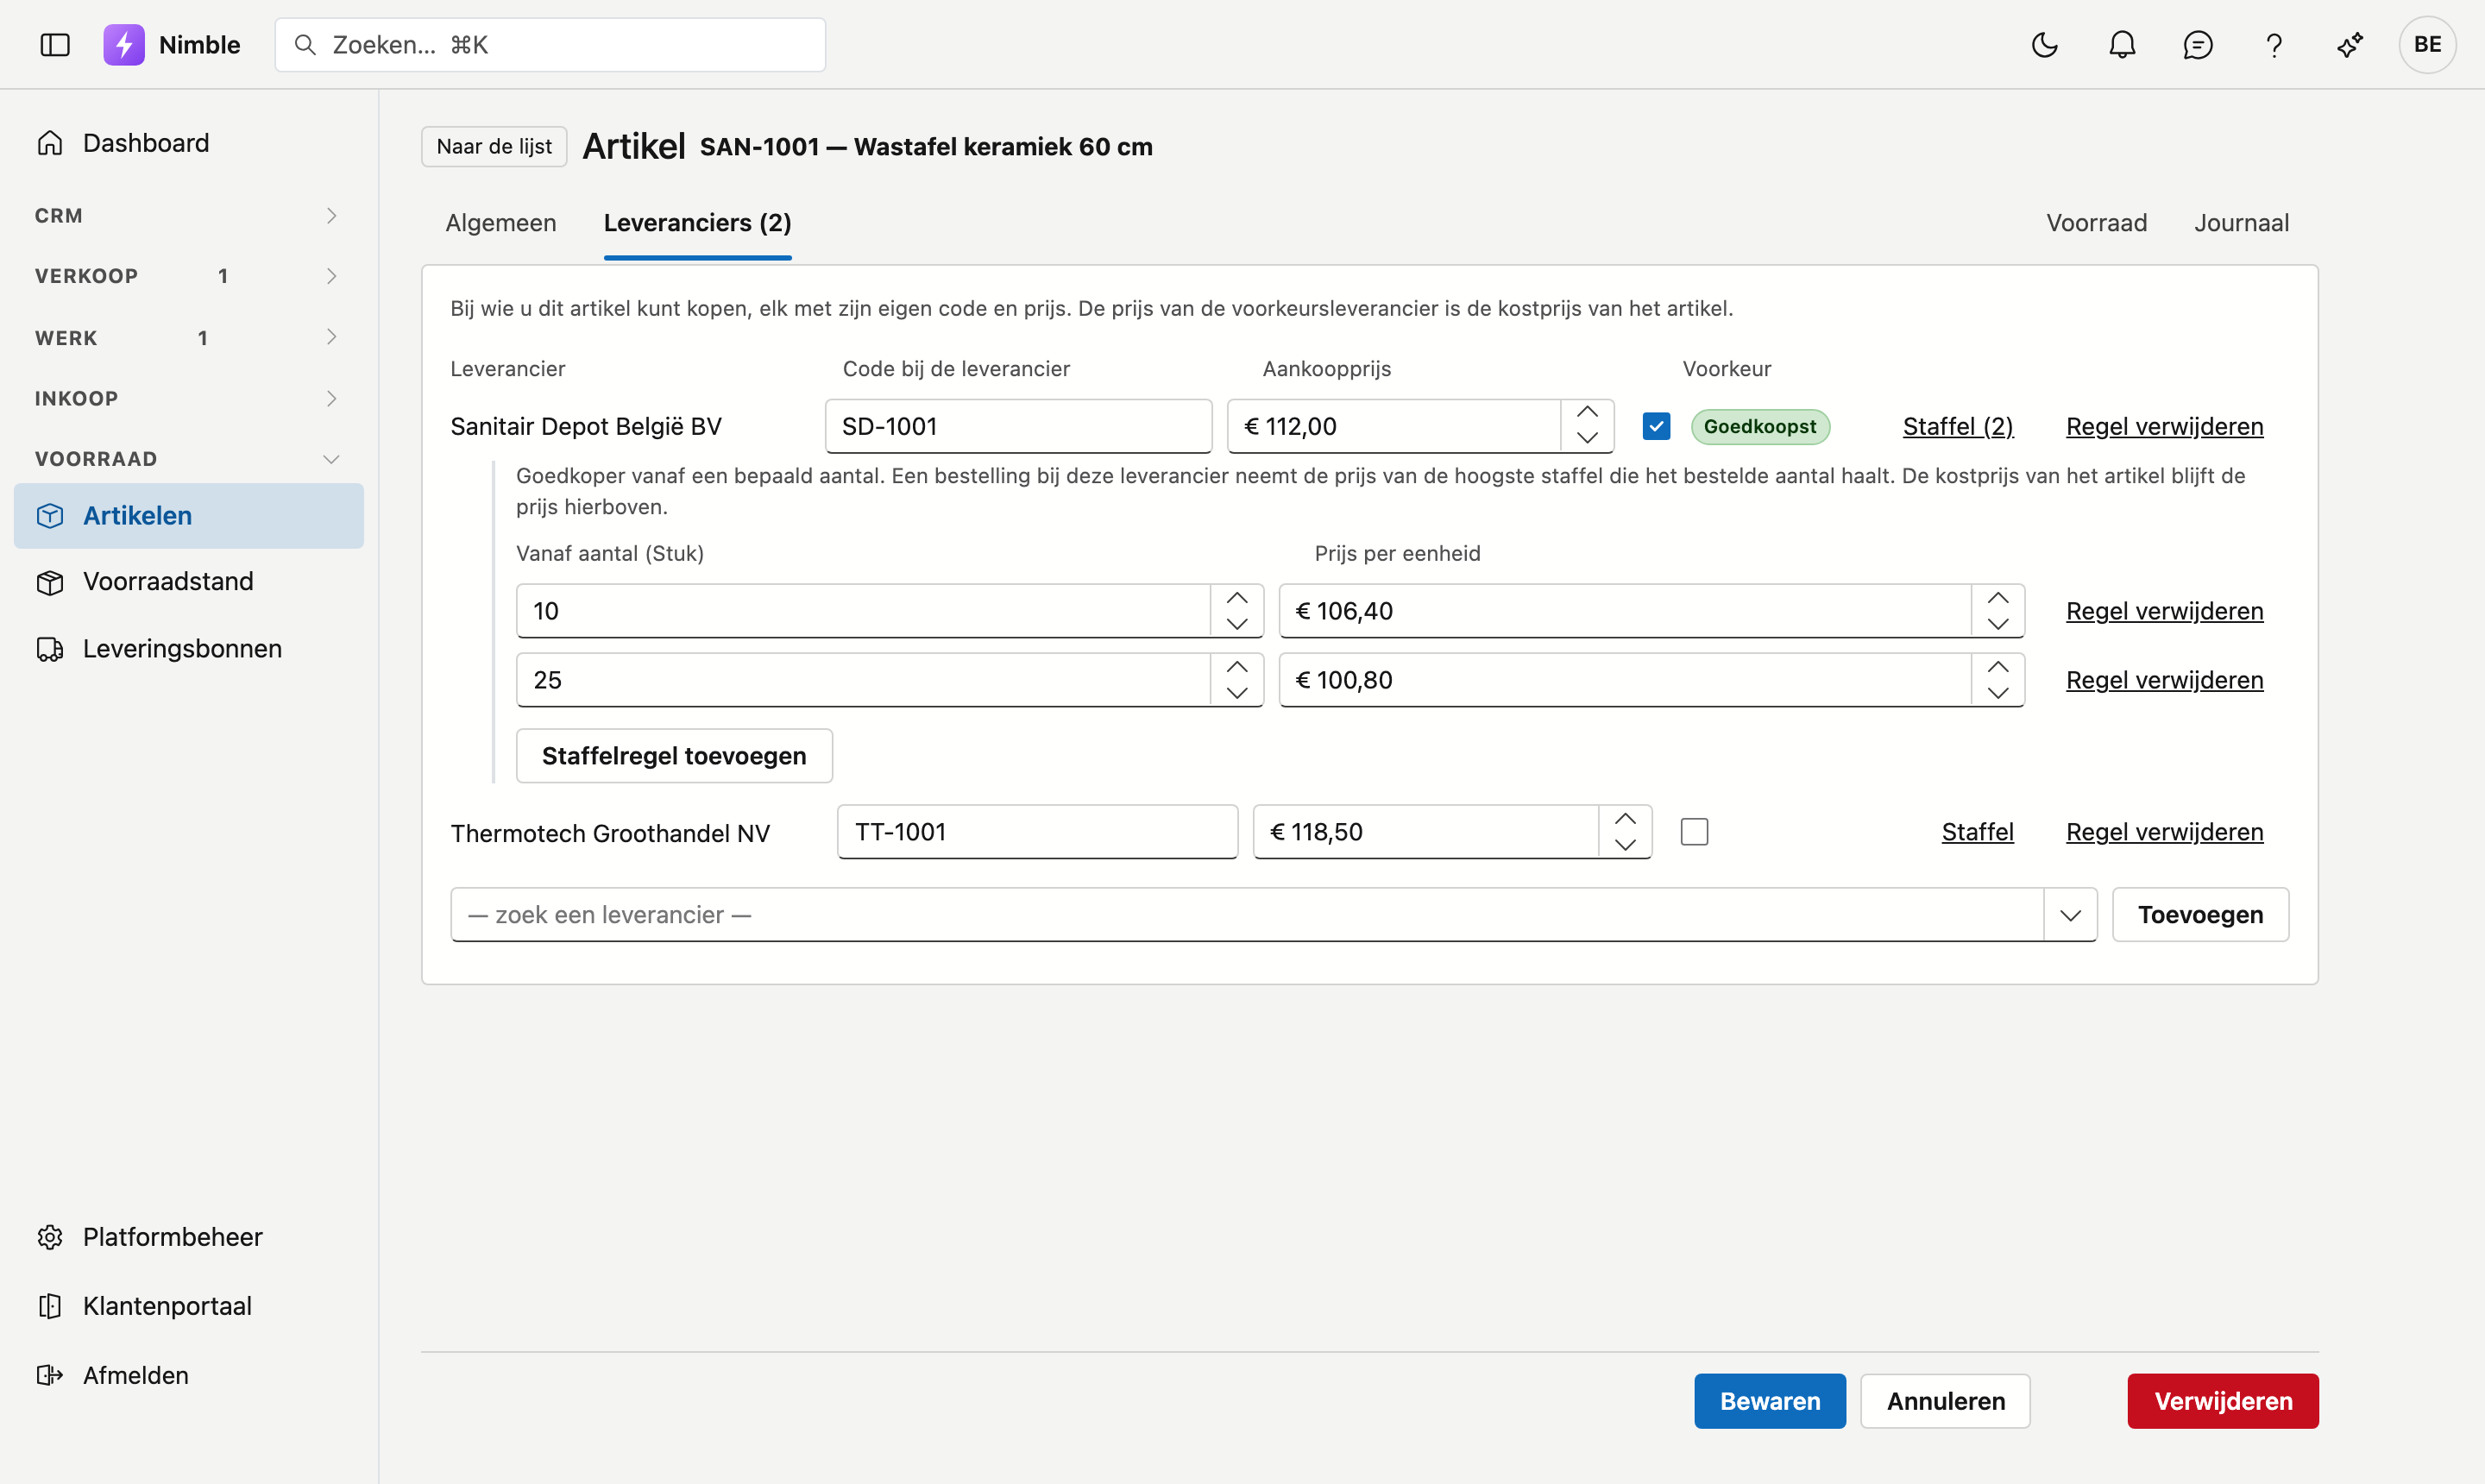 Nimble
Zoeken... ⌘K
BE
Dashboard
CRM
VERKOOP 1
WERK 1
INKOOP
VOORRAAD
Artikelen
Voorraadstand
Leveringsbonnen
Platformbeheer
Klantenportaal
Afmelden
Naar de lijst Artikel SAN-1001 — Wastafel keramiek 60 cm
Algemeen Leveranciers (2) Voorraad Journaal
Bij wie u dit artikel kunt kopen, elk met zijn eigen code en prijs. De prijs van de voorkeursleverancier is de kostprijs van het artikel.
Leverancier Code bij de leverancier Aankoopprijs Voorkeur
Sanitair Depot België BV SD-1001 € 112,00 Goedkoopst Staffel (2) Regel verwijderen
Goedkoper vanaf een bepaald aantal. Een bestelling bij deze leverancier neemt de prijs van de hoogste staffel die het bestelde aantal haalt. De kostprijs van het artikel blijft de
prijs hierboven.
Vanaf aantal (Stuk) Prijs per eenheid
10 € 106,40 Regel verwijderen
25 € 100,80 Regel verwijderen
Staffelregel toevoegen
Thermotech Groothandel NV TT-1001 € 118,50 Staffel Regel verwijderen
— zoek een leverancier — Toevoegen
Bewaren Annuleren Verwijderen